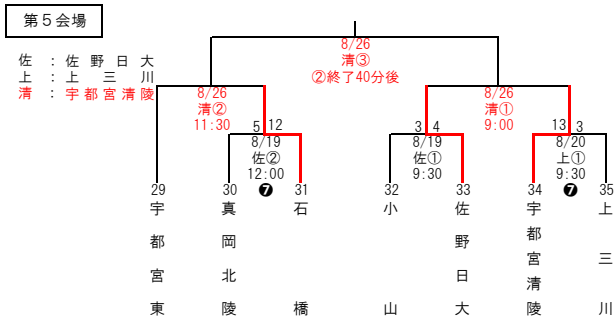 第５会場
佐 ： 佐野日大
上 ： 上三川
清 ： 宇都宮清陵
8/26
清③
②終了40分後
8/26
清②
11:30
8/26
清①
9:00
5 12
8/19
佐②
12:00
❼
3 4
8/19
佐①
9:30
13 3
8/20
上①
9:30
❼
29 30 31 32 33 34 35
宇都宮東
真岡北陵
石橋
小山
佐野日大
宇都宮清陵
上三川